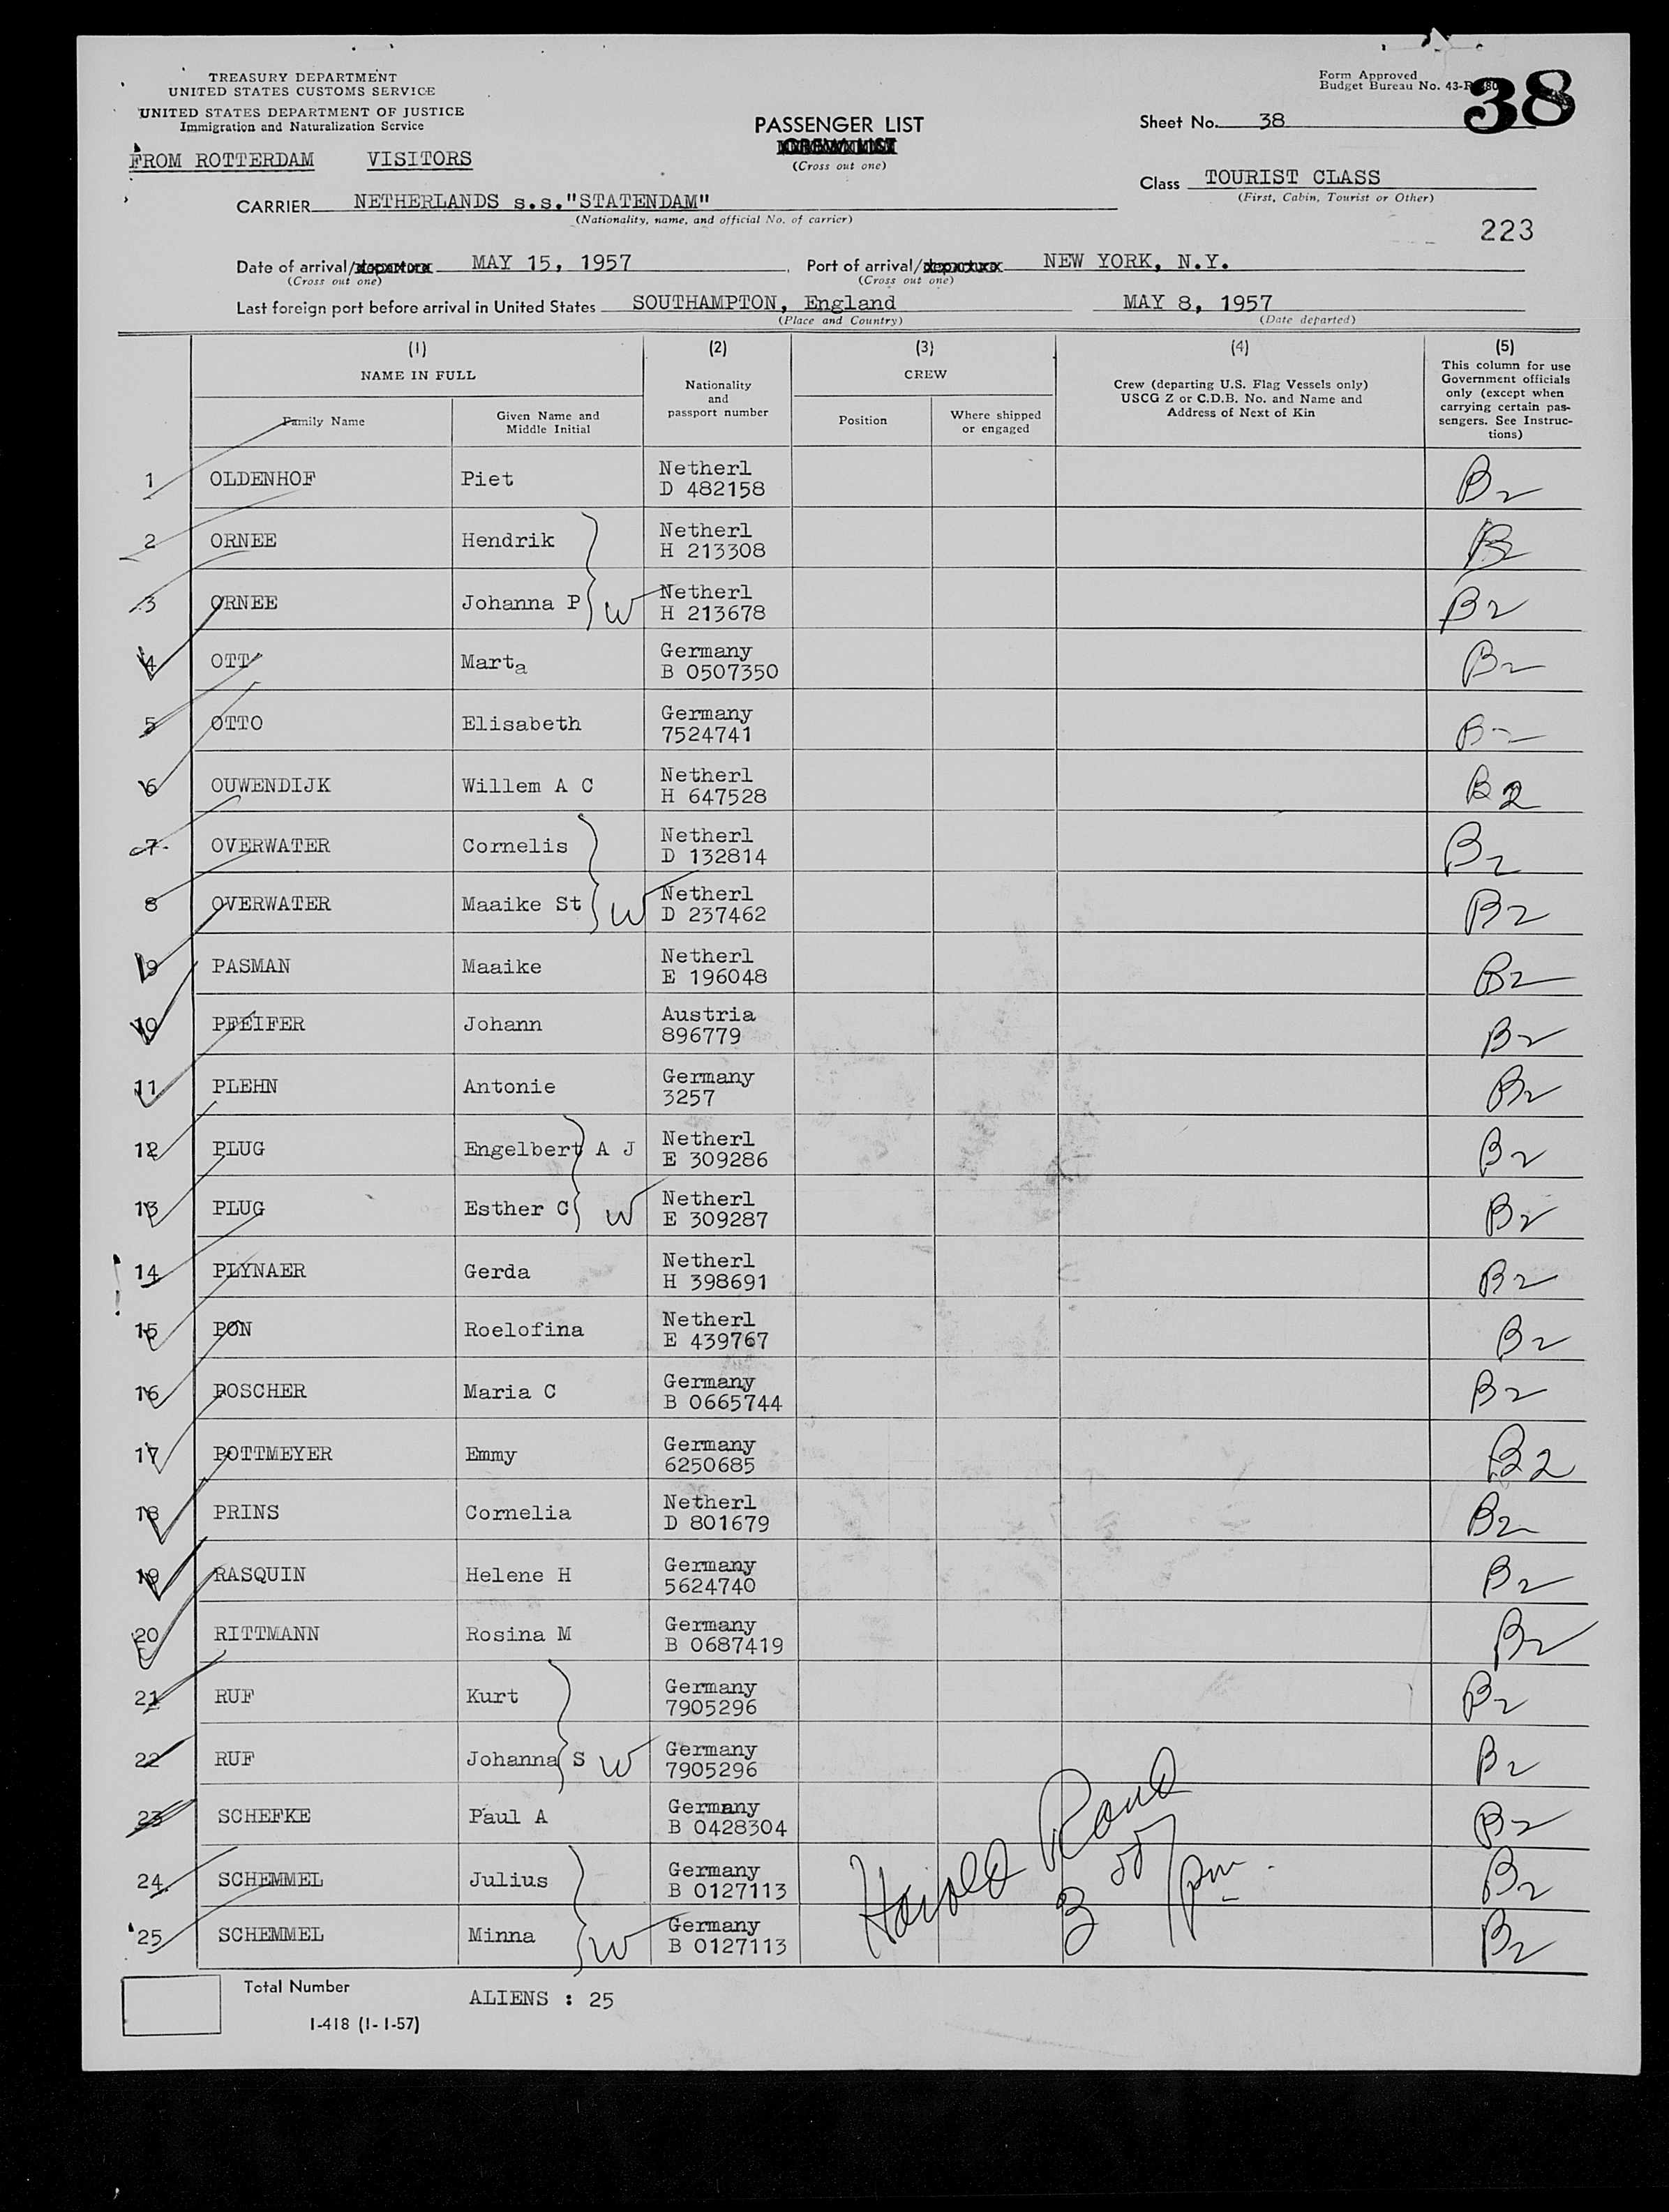 TREASURY DEPARTMENT
UNITED STATES CUSTOMS SERVICE
UNITED STATES DEPARTMENT OF JUSTICE
Immigration and Naturalization Service
FROM ROTTERDAM VISITORS
PASSENGER LIST
CREW LIST
(Cross out one)
Form Approved
Budget Bureau No.
38
Sheet No. 38
Class TOURIST CLASS
(First, Cabin, Tourist or Other)
CARRIER NETHERLANDS s.s."STATENDAM"
(Nationality, name, and official No. of carrier)
223
Date of arrival/departure MAY 15, 1957 , Port of arrival/departure NEW YORK, N.Y.
(Cross out one) (Cross out one)
Last foreign port before arrival in United States SOUTHAMPTON, England MAY 8, 1957
(Place and Country) (Date departed)
(1) (2) (3) (4) (5)
NAME IN FULL
Family Name
Given Name and
Middle Initial
Nationality
and
passport number
CREW
Position
Where shipped
or engaged
Crew (departing U.S. Flag Vessels only)
USCG Z or C.D.B. No. and Name and
Address of Next of Kin
This column for use
Government officials
only (except when
carrying certain pas-
sengers. See Instruc-
tions)
1 OLDENHOF Piet Netherl B2
D 482158
2 ORNEE Hendrik Netherl B2
H 213308
3 ORNEE Johanna P W Netherl B2
H 213678
4 OTT Marta Germany B2
B 0507350
5 OTTO Elisabeth Germany B2
7524741
6 OUWENDIJK Willem A C Netherl B2
H 647528
7 OVERWATER Cornelis Netherl B2
D 132814
8 OVERWATER Maaike St W Netherl B2
D 237462
9 PASMAN Maaike Netherl B2
E 196048
10 PFEIFER Johann Austria B2
896779
11 PLEHN Antonie Germany B2
3257
12 PLUG Engelbert A J Netherl B2
E 309286
13 PLUG Esther C W Netherl B2
E 309287
14 PLYNAER Gerda Netherl B2
H 398691
15 PON Roelofina Netherl B2
E 439767
16 POSCHER Maria C Germany B2
B 0665744
17 POTTMEYER Emmy Germany B2
6250685
18 PRINS Cornelia Netherl B2
D 801679
19 RASQUIN Helene H Germany B2
5624740
20 RITTMANN Rosina M Germany B2
B 0687419
21 RUF Kurt Germany B2
7905296
22 RUF Johanna S W Germany B2
7905296
23 SCHEFKE Paul A Germany B2
B 0428304
24 SCHEMMEL Julius Germany B2
B 0127113
25 SCHEMMEL Minna W Germany B2
B 0127113
Harold
pm
Total Number
ALIENS : 25
I-418 (1-1-57)